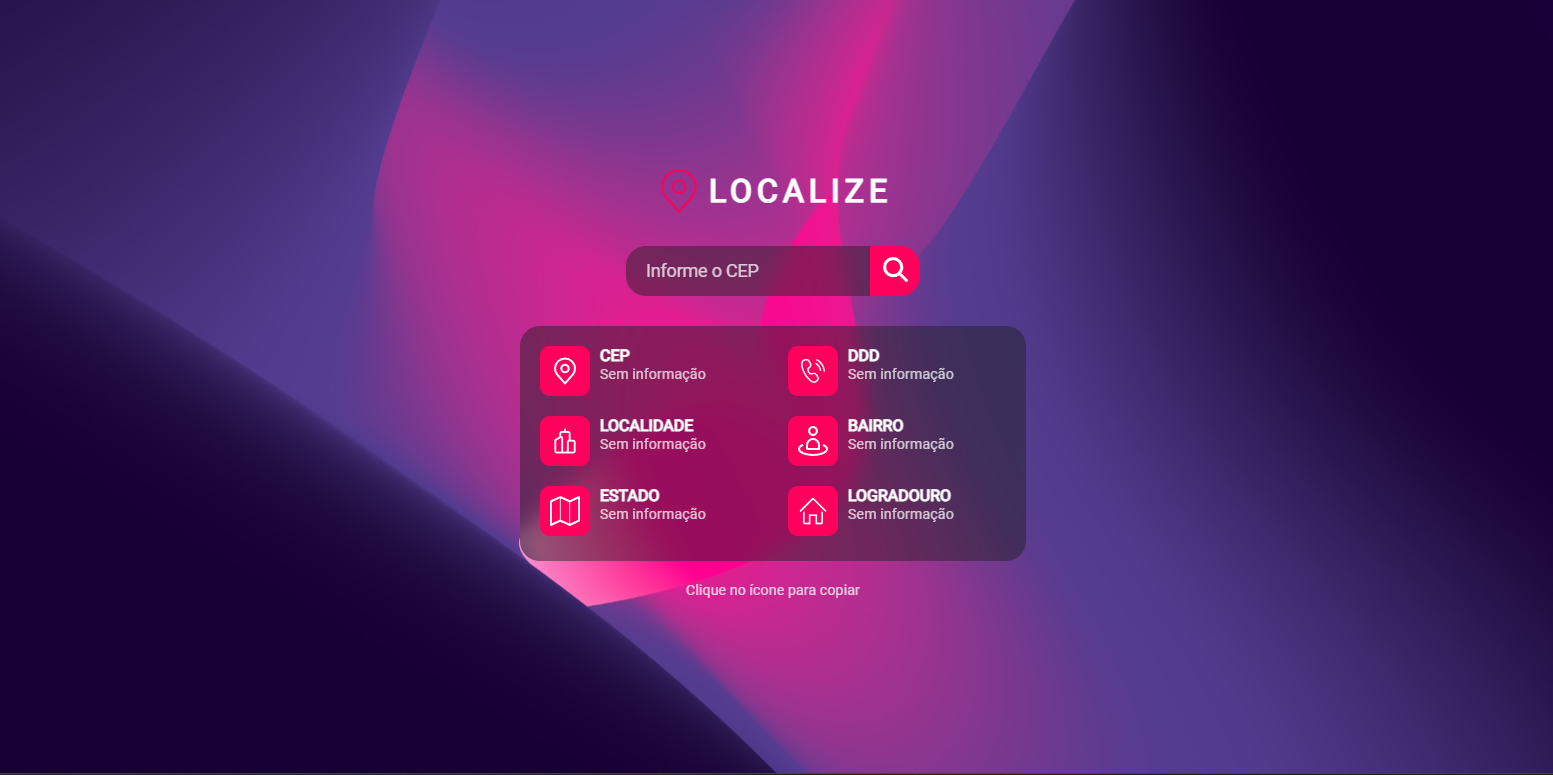 LOCALIZE
Informe o CEP
CEP
Sem informação
DDD
Sem informação
LOCALIDADE
Sem informação
BAIRRO
Sem informação
ESTADO
Sem informação
LOGRADOURO
Sem informação
Clique no ícone para copiar